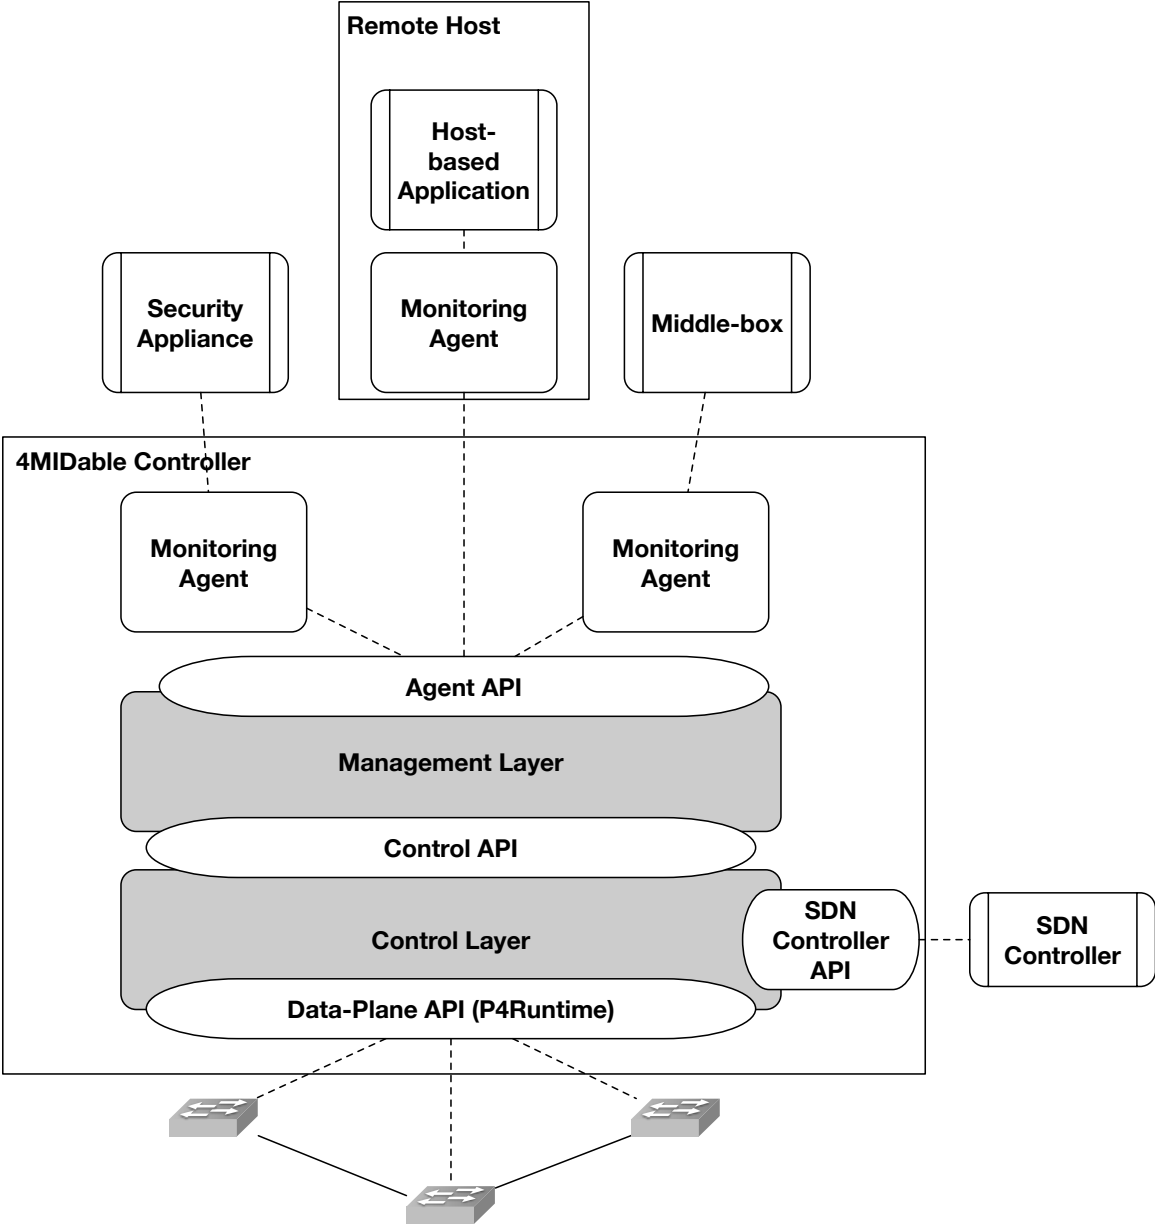 Remote Host
Host-
based
Application
Security
Appliance
Monitoring
Agent
Middle-box
4MIDable Controller
Monitoring
Agent
Monitoring
Agent
Agent API
Management Layer
Control API
Control Layer
SDN
Controller
API
SDN
Controller
Data-Plane API (P4Runtime)